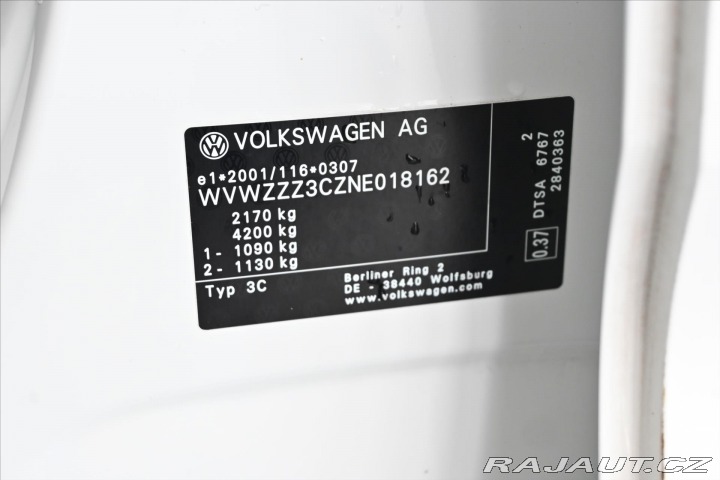 VOLKSWAGEN AG
e1*2001/116*0307
WVWZZZ3CZNE018162
2170 kg
4200 kg
1- 1090 kg
2- 1130 kg
Typ 3C
Berliner Ring 2
DE - 38440 Wolfsburg
www.volkswagen.com
0.37 DTSA 6767 2
2840363
RAJAUT.CZ